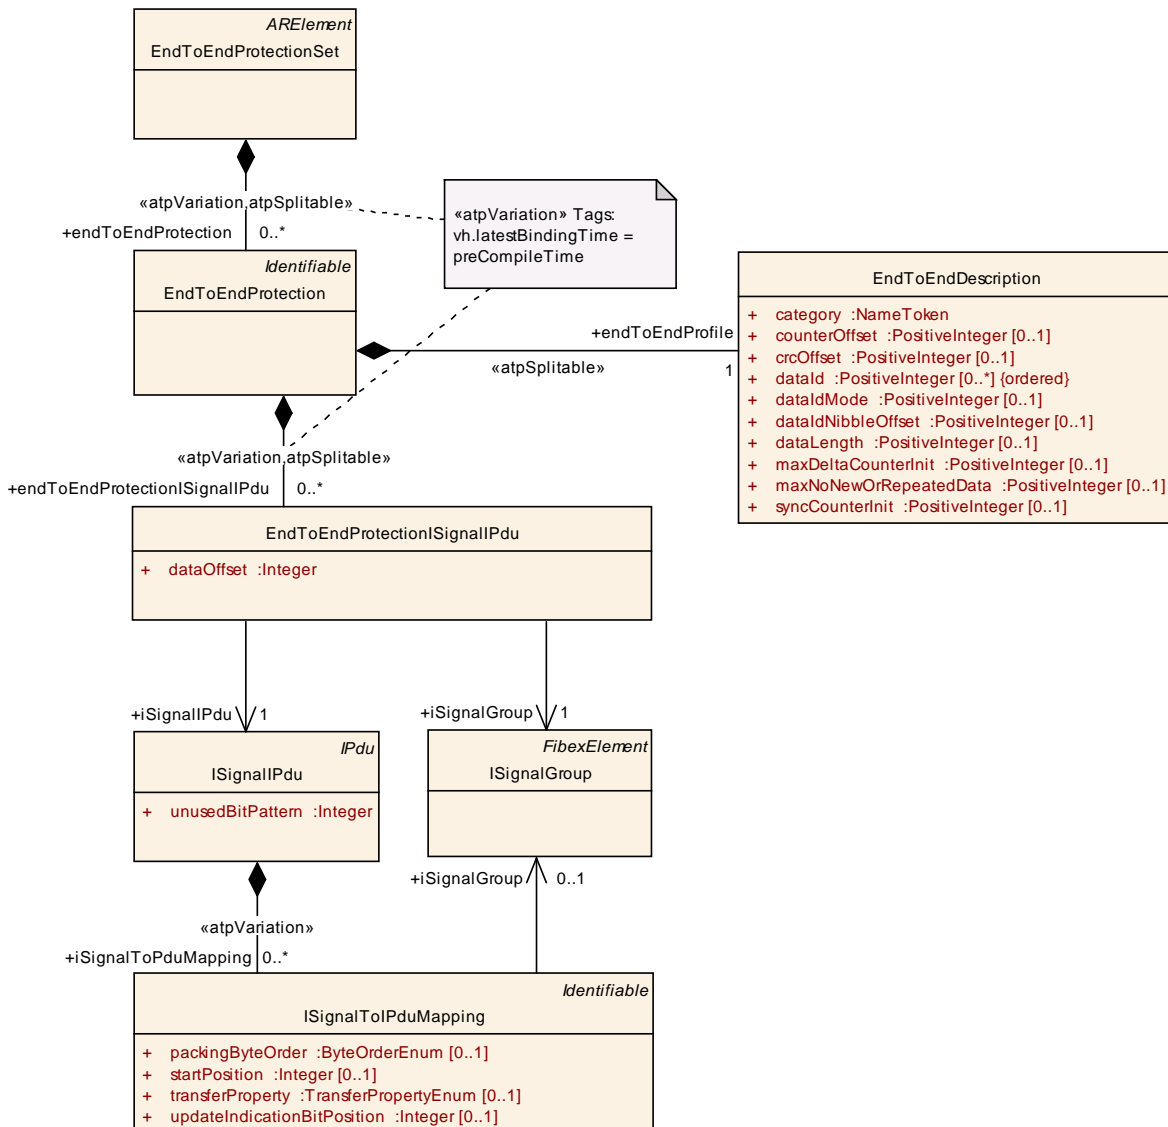 ARElement
EndToEndProtectionSet
«atpVariation,atpSplitable»
+endToEndProtection 0..*
«atpVariation» Tags:
vh.latestBindingTime =
preCompileTime
Identifiable
EndToEndProtection
+endToEndProfile
«atpSplitable»
1
EndToEndDescription
+ category :NameToken
+ counterOffset :PositiveInteger [0..1]
+ crcOffset :PositiveInteger [0..1]
+ dataId :PositiveInteger [0..*] {ordered}
+ dataIdMode :PositiveInteger [0..1]
+ dataIdNibbleOffset :PositiveInteger [0..1]
+ dataLength :PositiveInteger [0..1]
+ maxDeltaCounterInit :PositiveInteger [0..1]
+ maxNoNewOrRepeatedData :PositiveInteger [0..1]
+ syncCounterInit :PositiveInteger [0..1]
«atpVariation,atpSplitable»
+endToEndProtectionISignalIPdu 0..*
EndToEndProtectionISignalIPdu
+ dataOffset :Integer
+iSignalIPdu 1
+iSignalGroup 1
IPdu
ISignalIPdu
+ unusedBitPattern :Integer
FibexElement
ISignalGroup
+iSignalGroup 0..1
«atpVariation»
+iSignalToPduMapping 0..*
Identifiable
ISignalToIPduMapping
+ packingByteOrder :ByteOrderEnum [0..1]
+ startPosition :Integer [0..1]
+ transferProperty :TransferPropertyEnum [0..1]
+ updateIndicationBitPosition :Integer [0..1]